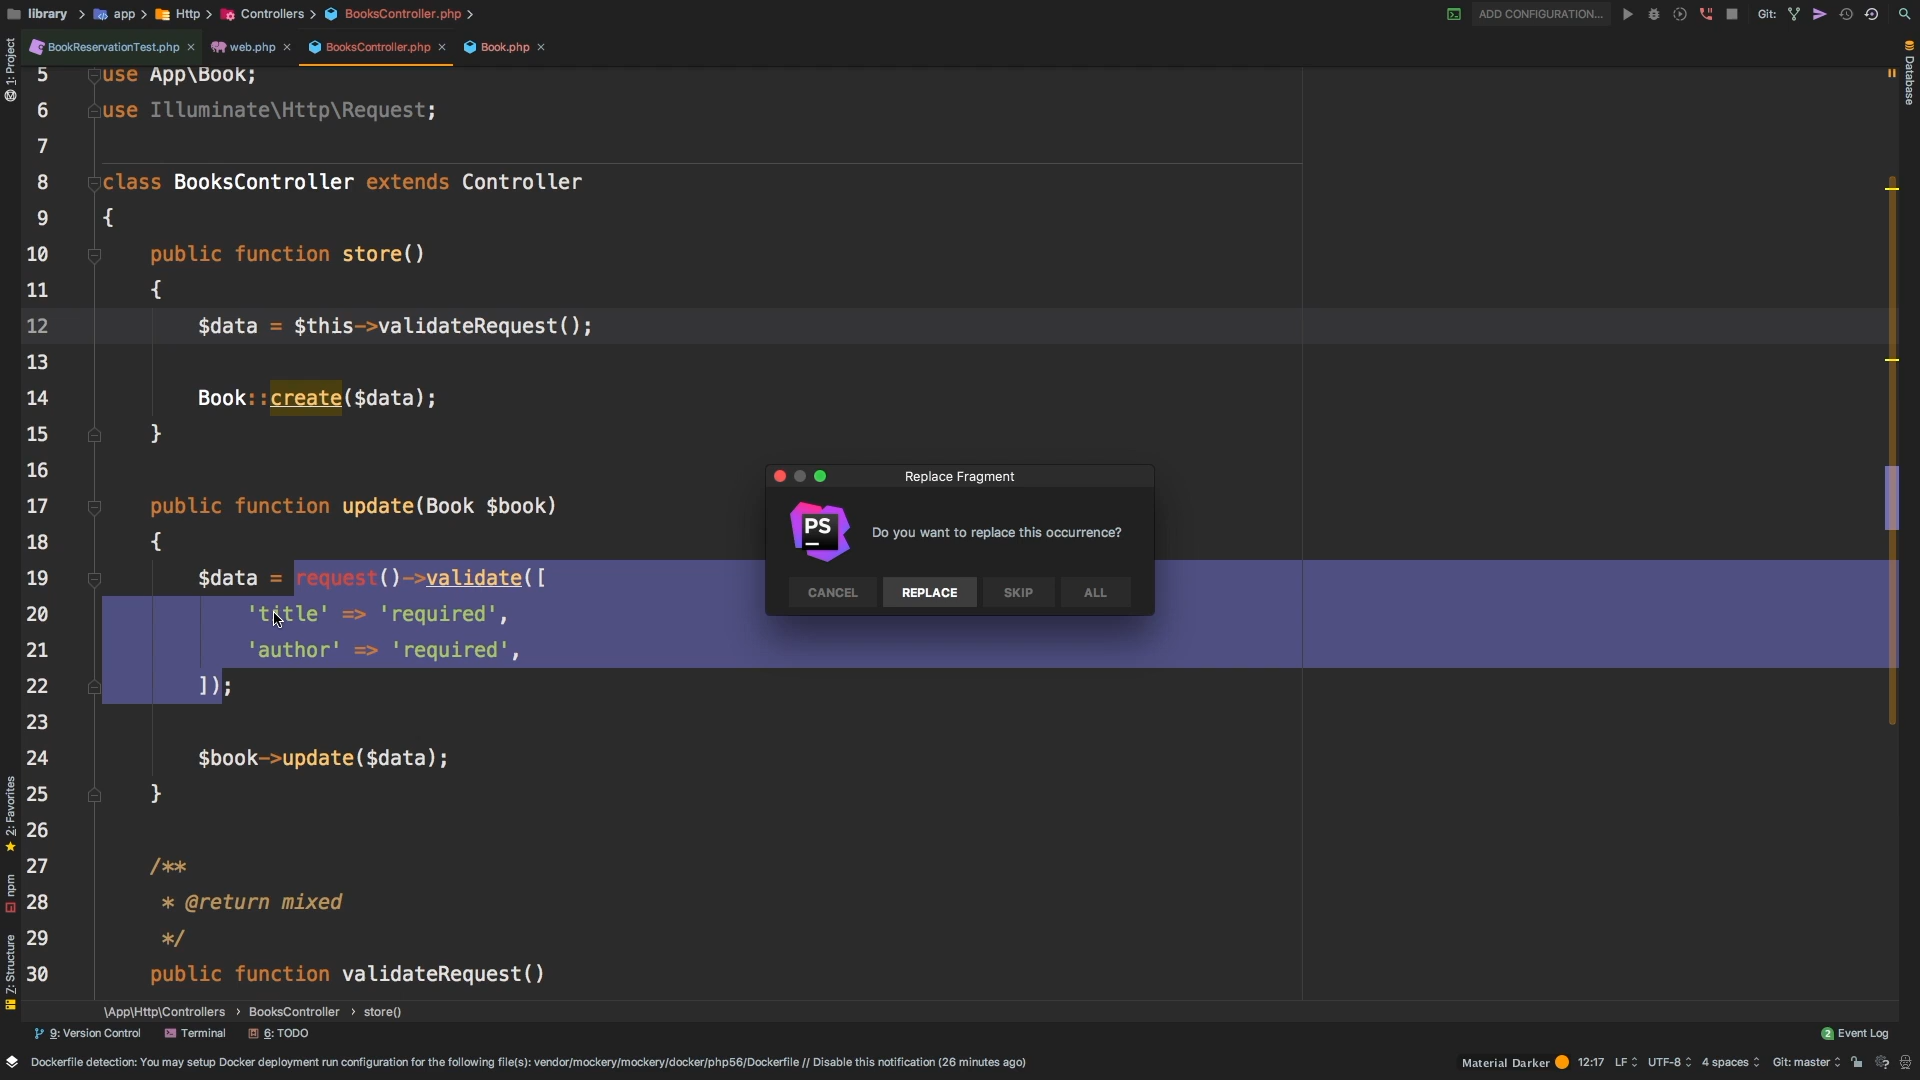 library app Http Controllers BooksController.php ADD CONFIGURATION... Git:
BookReservationTest.php web.php BooksController.php Book.php
1: Project
Database
5 use App\Book;
6 use Illuminate\Http\Request;
7
8 class BooksController extends Controller
9 {
10 public function store()
11 {
12 $data = $this->validateRequest();
13
14 Book::create($data);
15 }
16
17 public function update(Book $book)
18 {
19 $data = request()->validate([
20 'title' => 'required',
21 'author' => 'required',
22 ]);
23
24 $book->update($data);
25 }
26
27 /**
28 * @return mixed
29 */
30 public function validateRequest()
Replace Fragment
PS
Do you want to replace this occurrence?
CANCEL REPLACE SKIP ALL
2: Favorites
npm
Z: Structure
\App\Http\Controllers › BooksController › store()
9: Version Control Terminal 6: TODO 2 Event Log
Dockerfile detection: You may setup Docker deployment run configuration for the following file(s): vendor/mockery/mockery/docker/php56/Dockerfile // Disable this notification (26 minutes ago) Material Darker 12:17 LF UTF-8 4 spaces Git: master